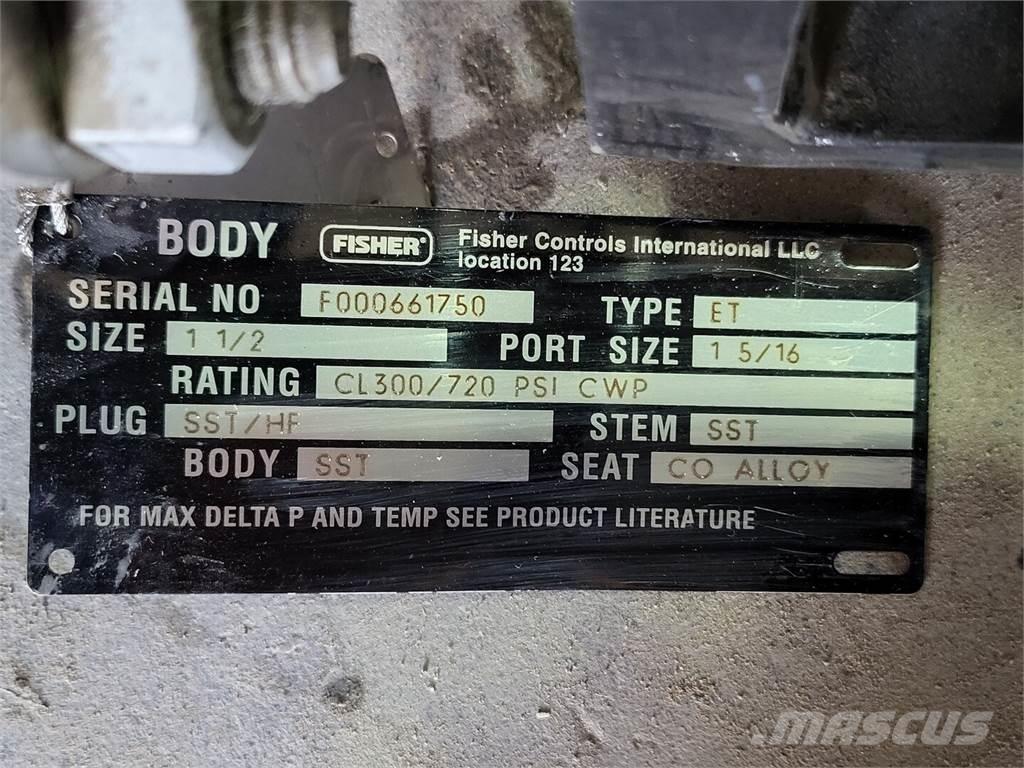 BODY FISHER® Fisher Controls International LLC
location 123
SERIAL NO F000661750 TYPE ET
SIZE 1 1/2 PORT SIZE 1 5/16
RATING CL300/720 PSI CWP
PLUG SST/HF STEM SST
BODY SST SEAT CO ALLOY
FOR MAX DELTA P AND TEMP SEE PRODUCT LITERATURE
MASCUS